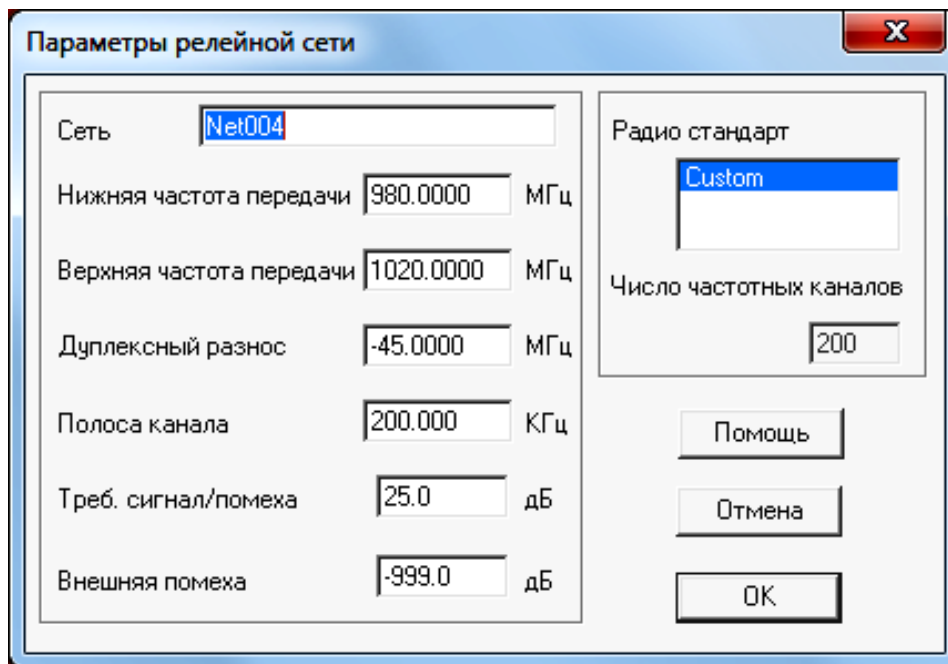 Параметры релейной сети
Сеть Net004
Нижняя частота передачи 980.0000 МГц
Верхняя частота передачи 1020.0000 МГц
Дуплексный разнос -45.0000 МГц
Полоса канала 200.000 КГц
Треб. сигнал/помеха 25.0 дБ
Внешняя помеха -999.0 дБ
Радио стандарт
Custom
Число частотных каналов
200
Помощь
Отмена
OK